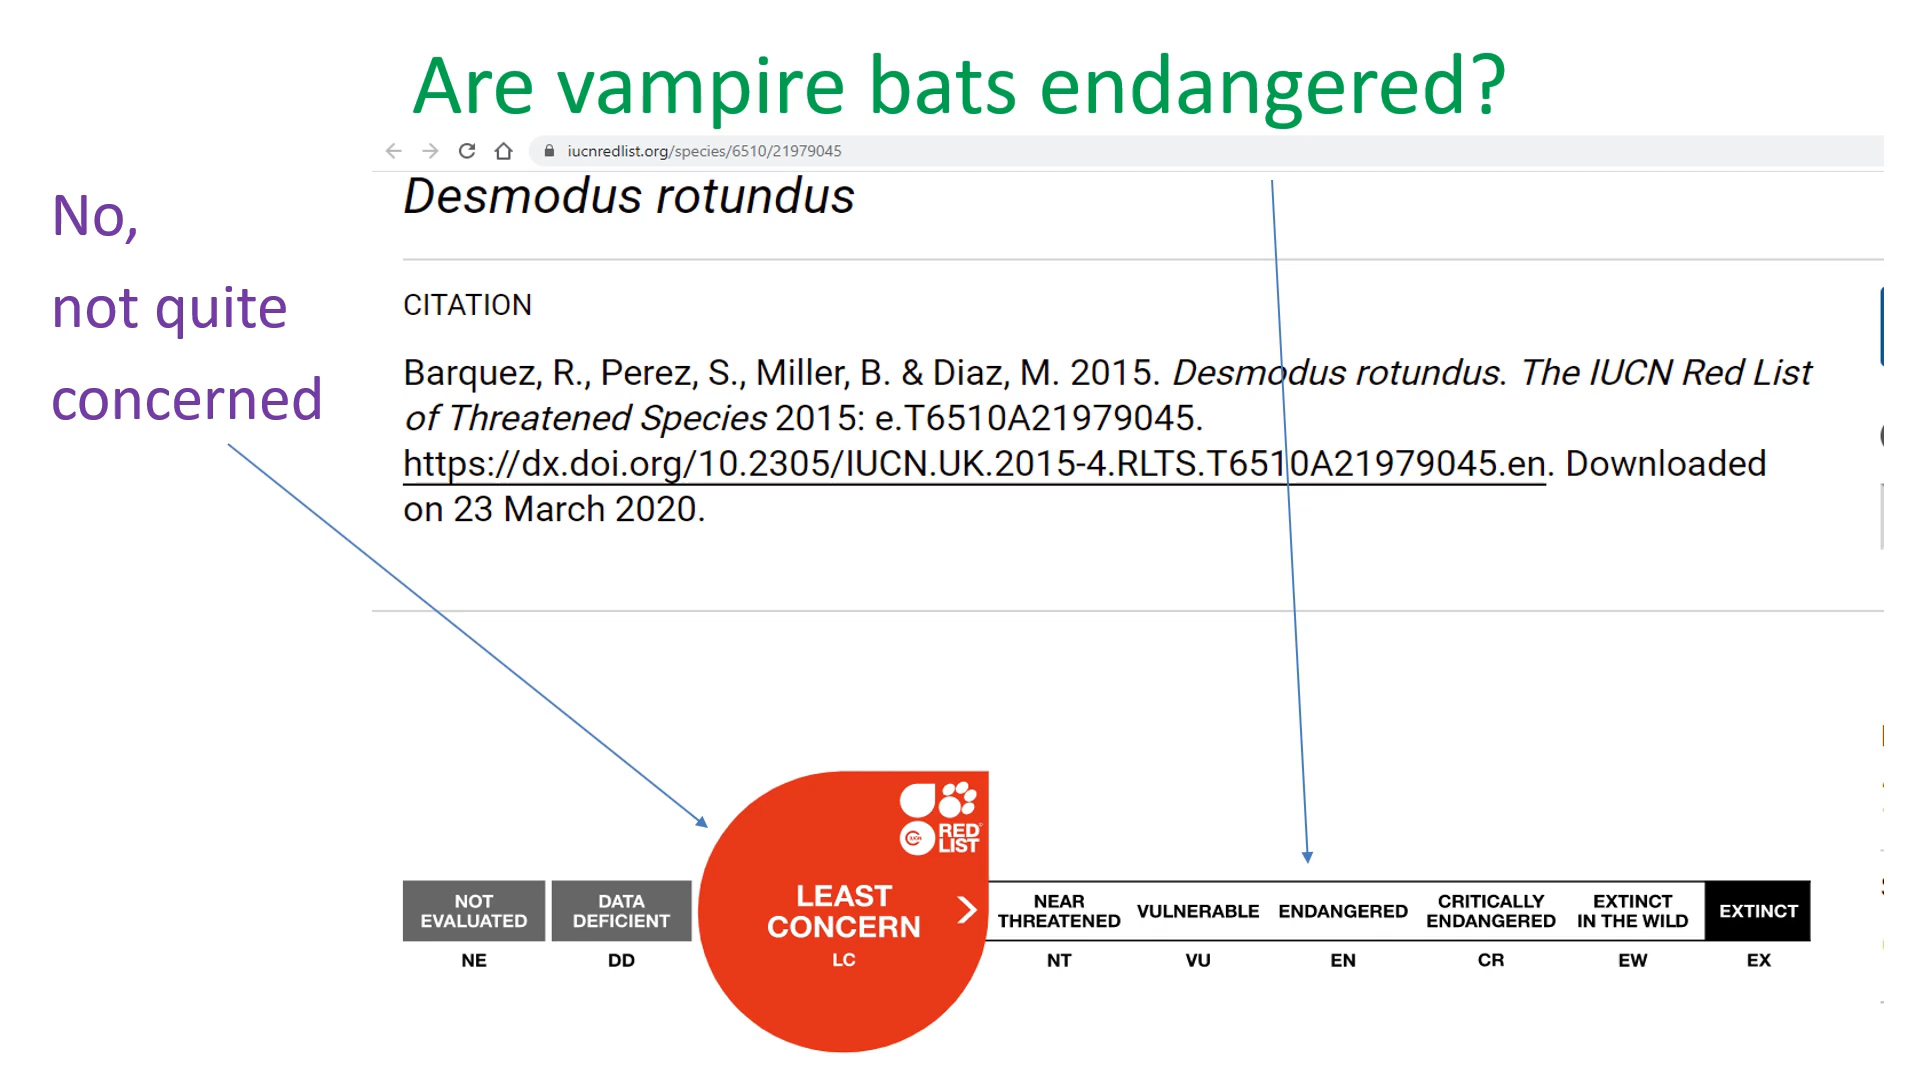 Are vampire bats endangered?
iucnredlist.org/species/6510/21979045
Desmodus rotundus
No,
not quite
concerned
CITATION
Barquez, R., Perez, S., Miller, B. & Diaz, M. 2015. Desmodus rotundus. The IUCN Red List
of Threatened Species 2015: e.T6510A21979045.
https://dx.doi.org/10.2305/IUCN.UK.2015-4.RLTS.T6510A21979045.en. Downloaded
on 23 March 2020.
IUCN
RED
LIST
NOT
EVALUATED
NE
DATA
DEFICIENT
DD
LEAST
CONCERN
LC
NEAR
THREATENED
NT
VULNERABLE
VU
ENDANGERED
EN
CRITICALLY
ENDANGERED
CR
EXTINCT
IN THE WILD
EW
EXTINCT
EX